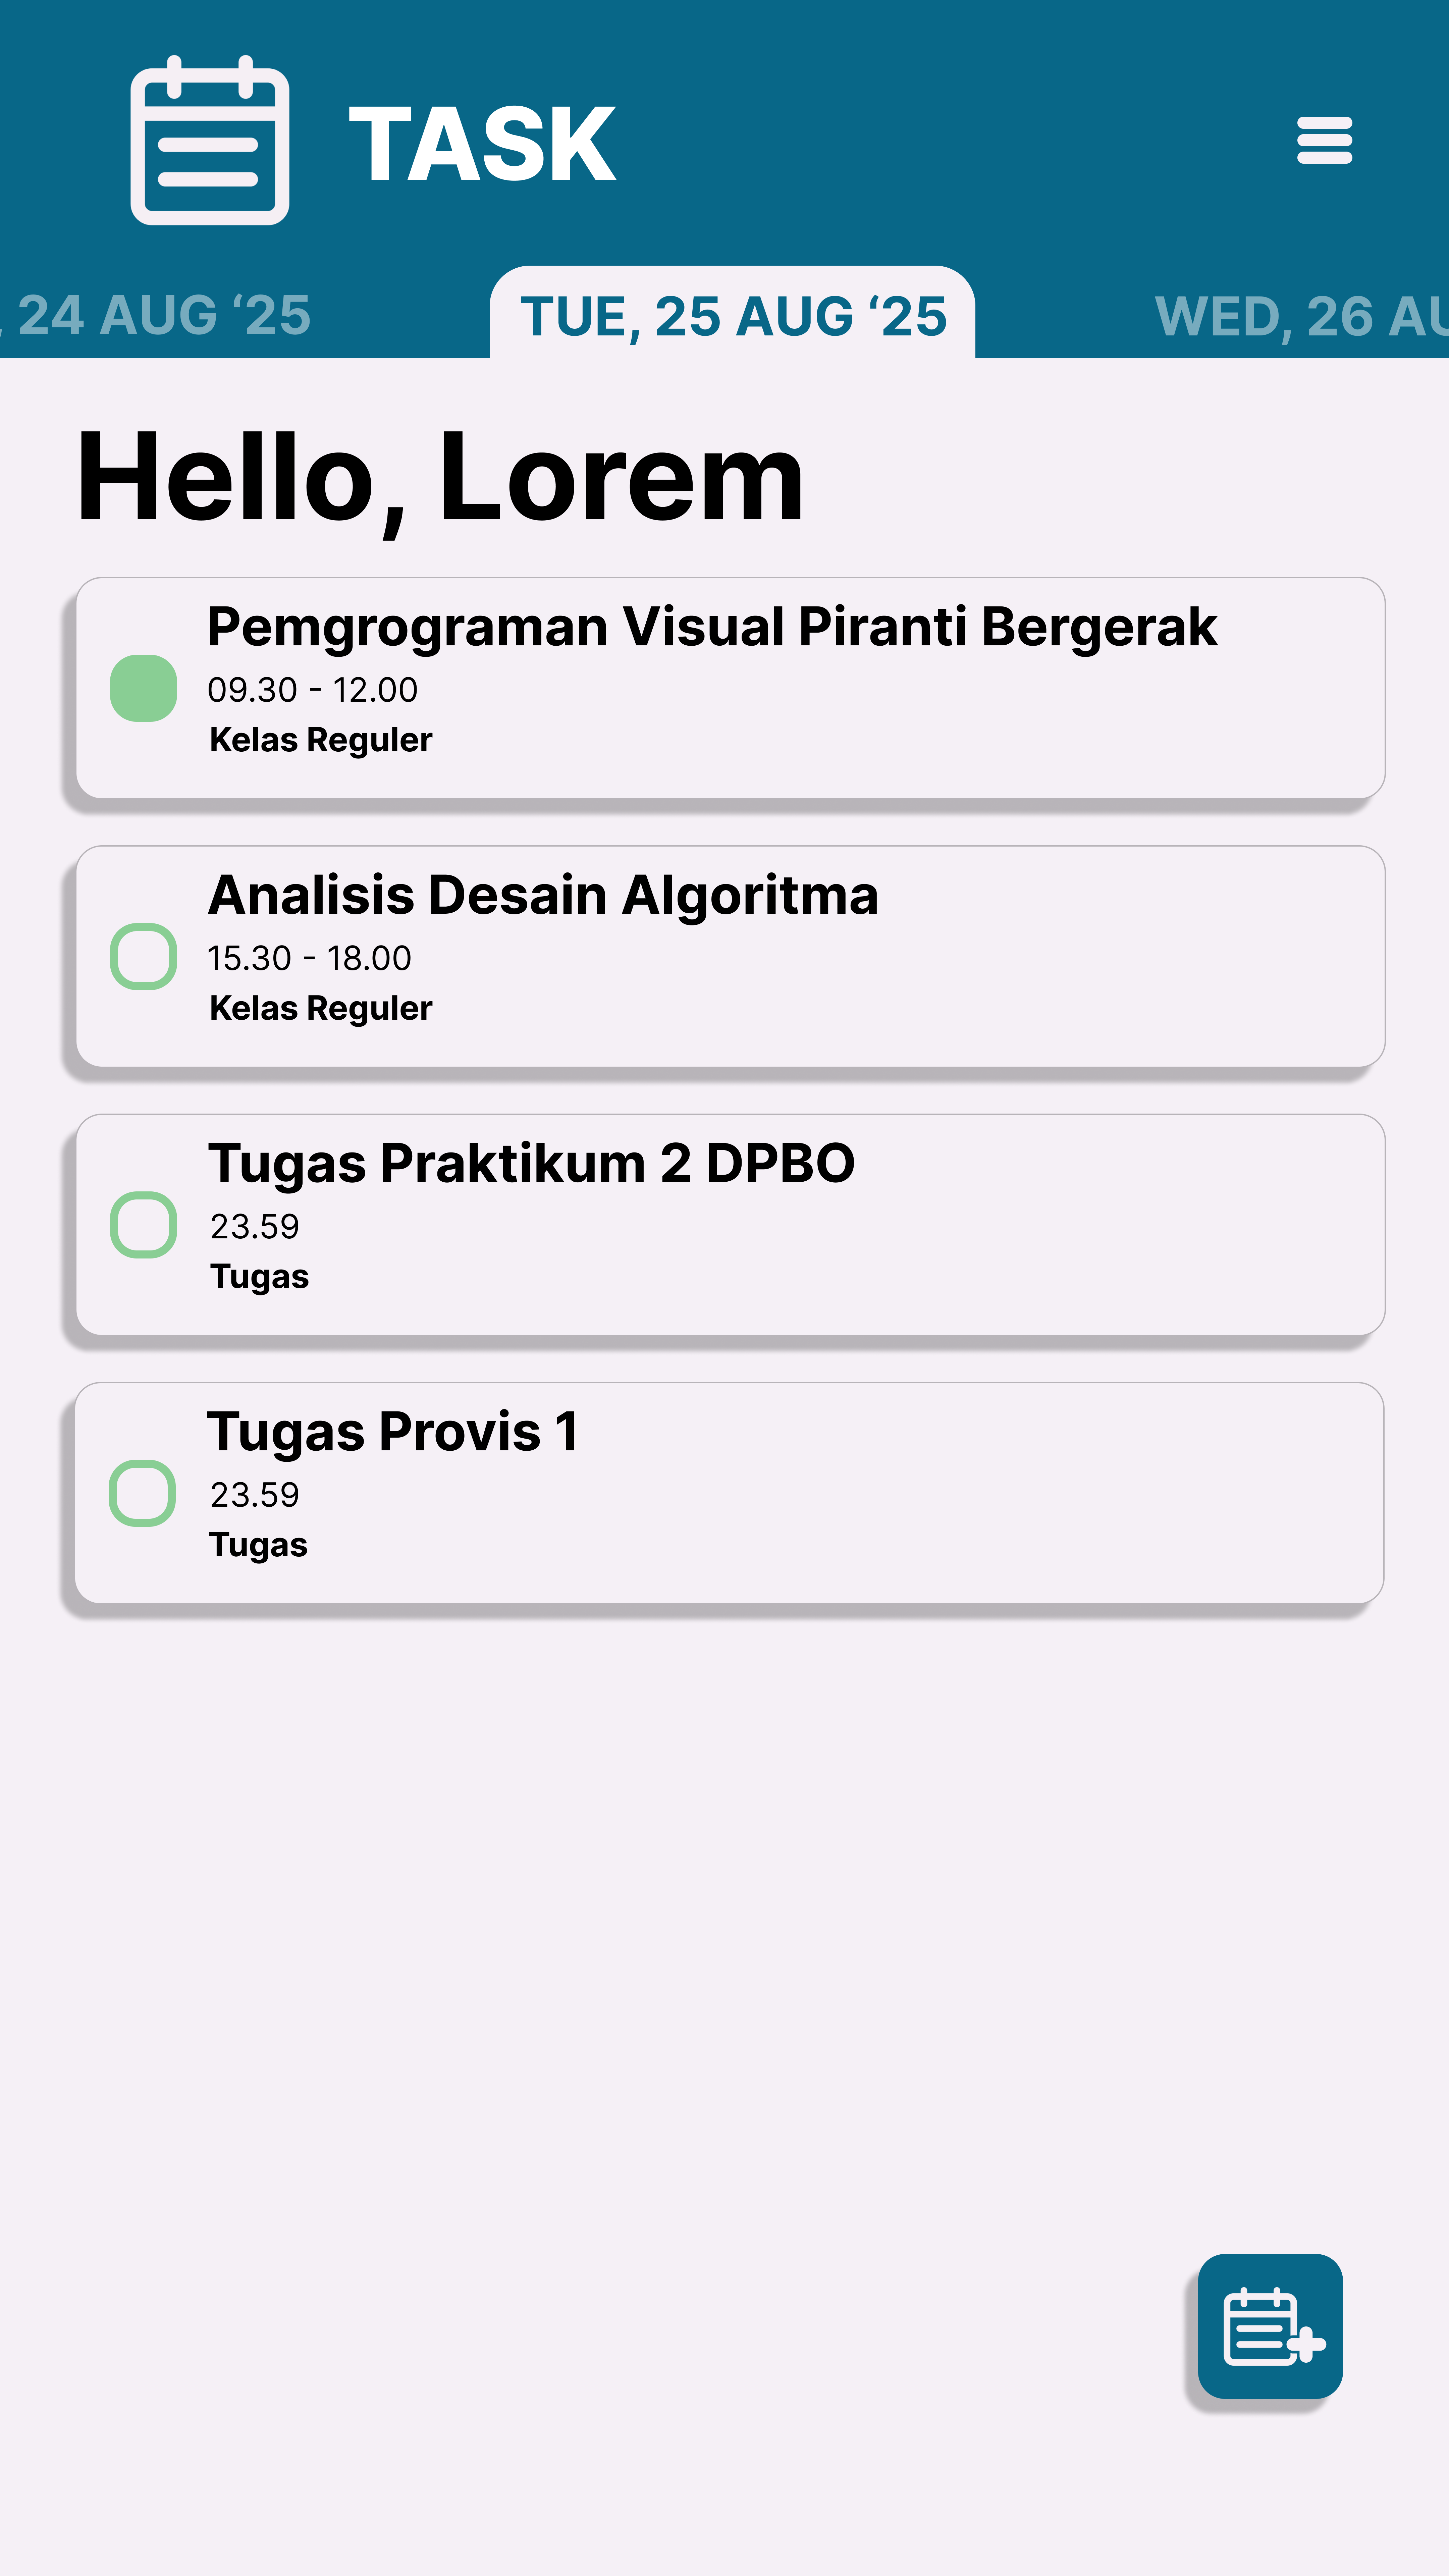 TASK
, 24 AUG ‘25
TUE, 25 AUG ‘25
WED, 26 AU
Hello, Lorem
Pemgrograman Visual Piranti Bergerak
09.30 - 12.00
Kelas Reguler
Analisis Desain Algoritma
15.30 - 18.00
Kelas Reguler
Tugas Praktikum 2 DPBO
23.59
Tugas
Tugas Provis 1
23.59
Tugas